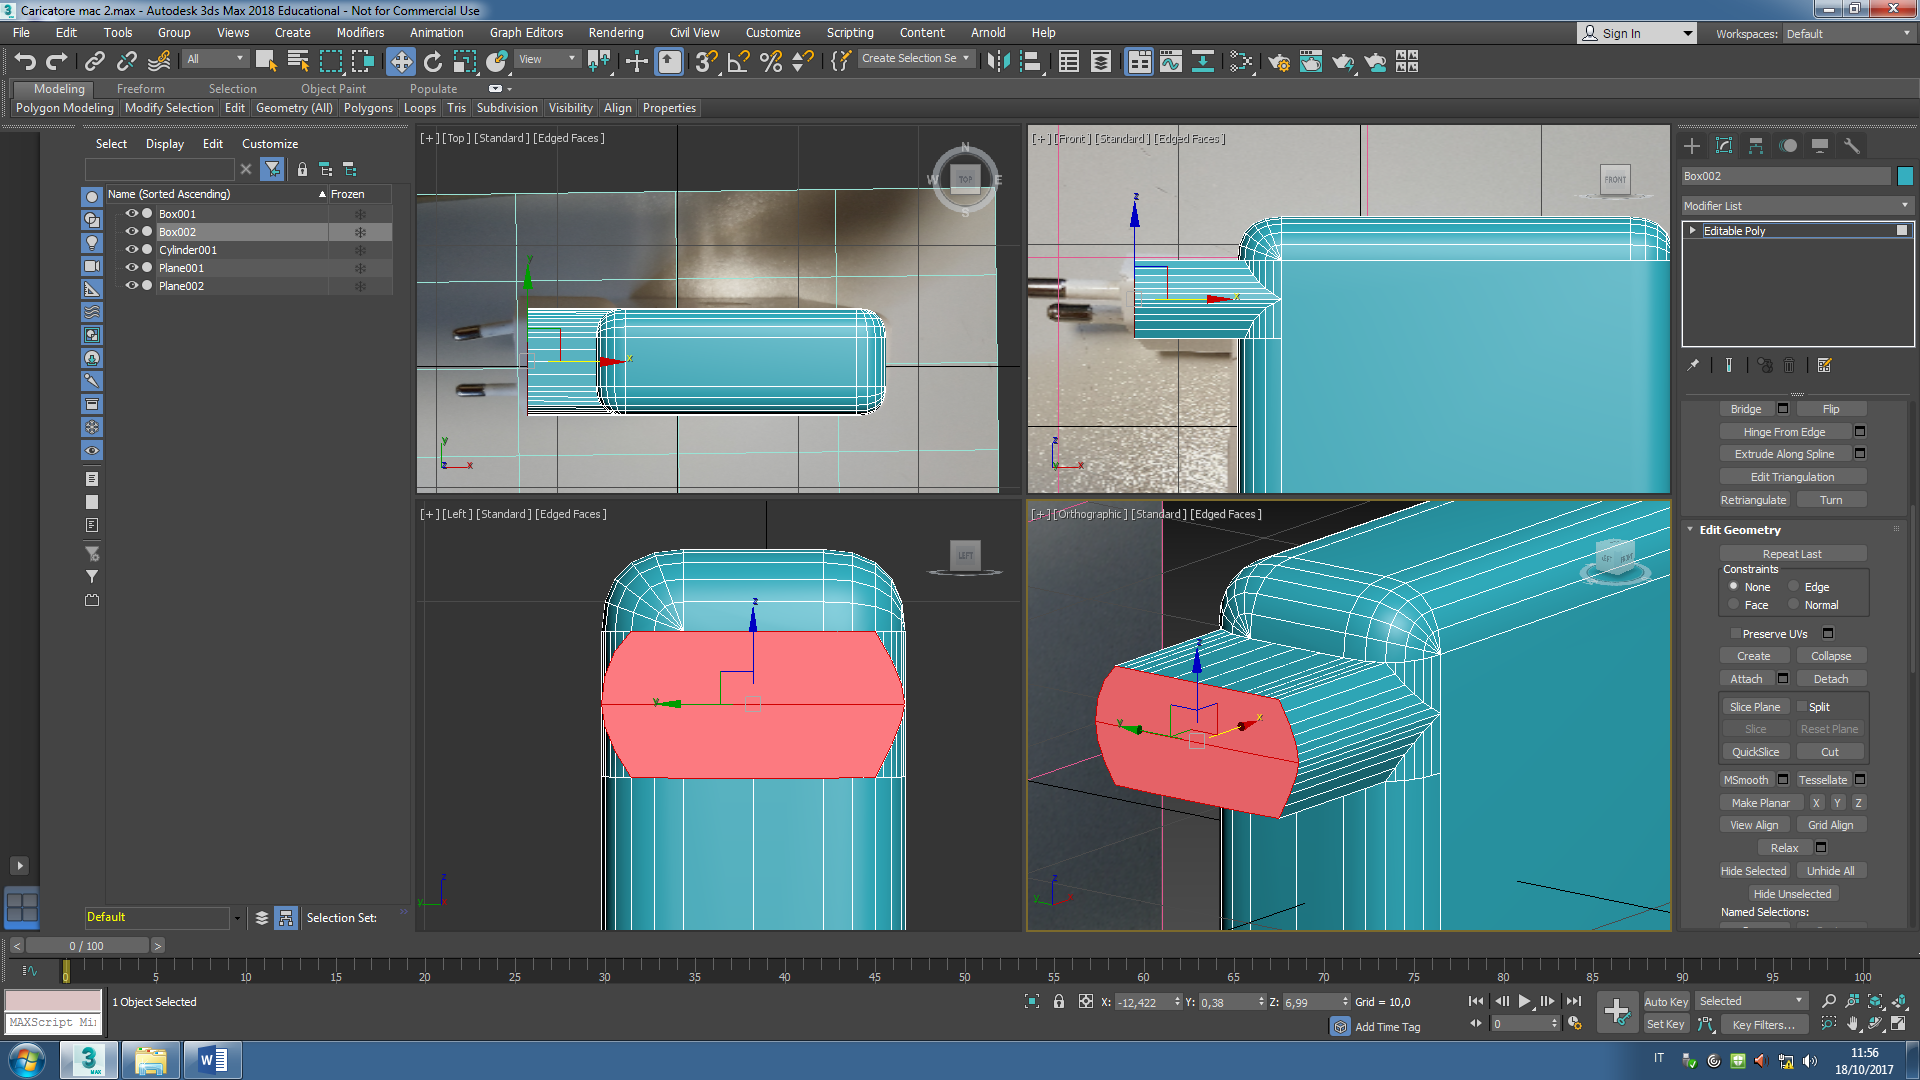 Caricatore mac 2.max - Autodesk 3ds Max 2018 Educational - Not for Commercial Use
File Edit Tools Group Views Create Modifiers Animation Graph Editors Rendering Civil View Customize Scripting Content Arnold Help
Sign In Workspaces: Default
All View Create Selection Se
Modeling Freeform Selection Object Paint Populate
Polygon Modeling Modify Selection Edit Geometry (All) Polygons Loops Tris Subdivision Visibility Align Properties
Select Display Edit Customize
Name (Sorted Ascending) Frozen
Box001
Box002
Cylinder001
Plane001
Plane002
Default Selection Set:
[+] [Top] [Standard] [Edged Faces]
N
W TOP E
S
y
x
y
z x
[+] [Front] [Standard] [Edged Faces]
FRONT
z
x
z
y x
[+] [Left] [Standard] [Edged Faces]
LEFT
z
y
z
y x
[+] [Orthographic] [Standard] [Edged Faces]
z
y x
z
y x
Box002
Modifier List
Editable Poly
Bridge Flip
Hinge From Edge
Extrude Along Spline
Edit Triangulation
Retriangulate Turn
Edit Geometry
Repeat Last
Constraints
None Edge
Face Normal
Preserve UVs
Create Collapse
Attach Detach
Slice Plane Split
Slice Reset Plane
QuickSlice Cut
MSmooth Tessellate
Make Planar X Y Z
View Align Grid Align
Relax
Hide Selected Unhide All
Hide Unselected
Named Selections:
< 0 / 100 >
0 5 10 15 20 25 30 35 40 45 50 55 60 65 70 75 80 85 90 95 100
1 Object Selected
X: -12,422 Y: 0,38 Z: 6,99 Grid = 10,0
Auto Key Selected
MAXScript Mi
Add Time Tag
0
Set Key Key Filters...
3 MAX
W
IT
11:56
18/10/2017